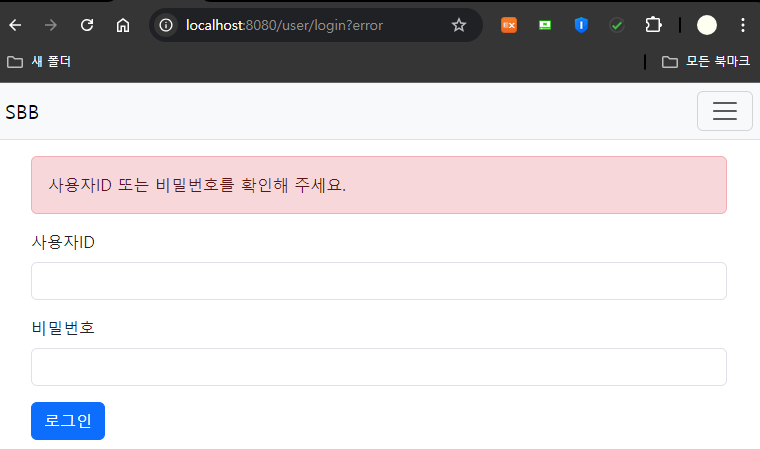 localhost:8080/user/login?error
새 폴더
모든 북마크
SBB
사용자ID 또는 비밀번호를 확인해 주세요.
사용자ID
비밀번호
로그인